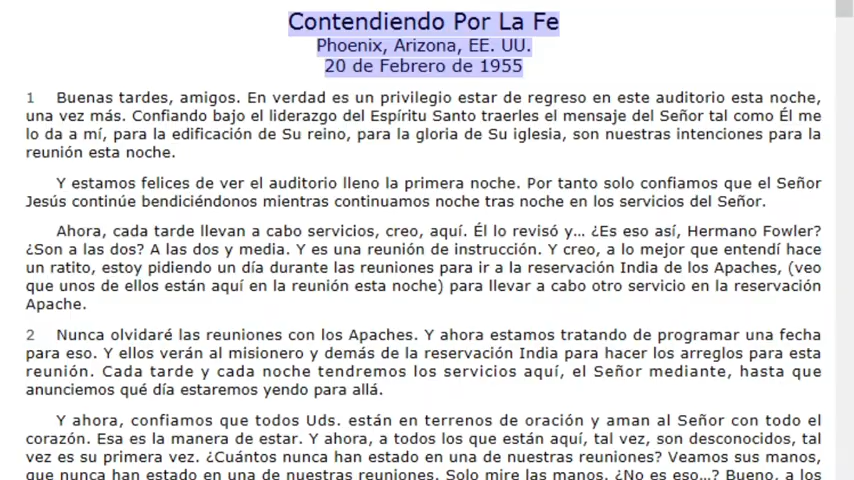 Contendiendo Por La Fe
Phoenix, Arizona, EE. UU.
20 de Febrero de 1955
1 Buenas tardes, amigos. En verdad es un privilegio estar de regreso en este auditorio esta noche,
una vez más. Confiando bajo el liderazgo del Espíritu Santo traerles el mensaje del Señor tal como Él me
lo da a mí, para la edificación de Su reino, para la gloria de Su iglesia, son nuestras intenciones para la
reunión esta noche.
Y estamos felices de ver el auditorio lleno la primera noche. Por tanto solo confiamos que el Señor
Jesús continúe bendiciéndonos mientras continuamos noche tras noche en los servicios del Señor.
Ahora, cada tarde llevan a cabo servicios, creo, aquí. Él lo revisó y... ¿Es eso así, Hermano Fowler?
¿Son a las dos? A las dos y media. Y es una reunión de instrucción. Y creo, a lo mejor que entendí hace
un ratito, estoy pidiendo un día durante las reuniones para ir a la reservación India de los Apaches, (veo
que unos de ellos están aquí en la reunión esta noche) para llevar a cabo otro servicio en la reservación
Apache.
2 Nunca olvidaré las reuniones con los Apaches. Y ahora estamos tratando de programar una fecha
para eso. Y ellos verán al misionero y demás de la reservación India para hacer los arreglos para esta
reunión. Cada tarde y cada noche tendremos los servicios aquí, el Señor mediante, hasta que
anunciemos qué día estaremos yendo para allá.
Y ahora, confiamos que todos Uds. están en terrenos de oración y aman al Señor con todo el
corazón. Esa es la manera de estar. Y ahora, a todos los que están aquí, tal vez, son desconocidos, tal
vez es su primera vez. ¿Cuántos nunca han estado en una de nuestras reuniones? Veamos sus manos,
que nunca han estado en una de nuestras reuniones. Solo mire las manos. ¿No es eso...? Bueno, a los